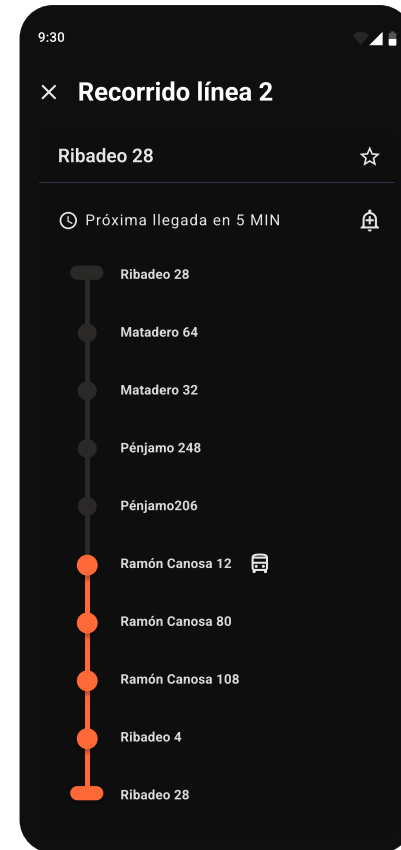 9:30
Recorrido línea 2
Ribadeo 28
Próxima llegada en 5 MIN
Ribadeo 28
Matadero 64
Matadero 32
Pénjamo 248
Pénjamo206
Ramón Canosa 12
Ramón Canosa 80
Ramón Canosa 108
Ribadeo 4
Ribadeo 28